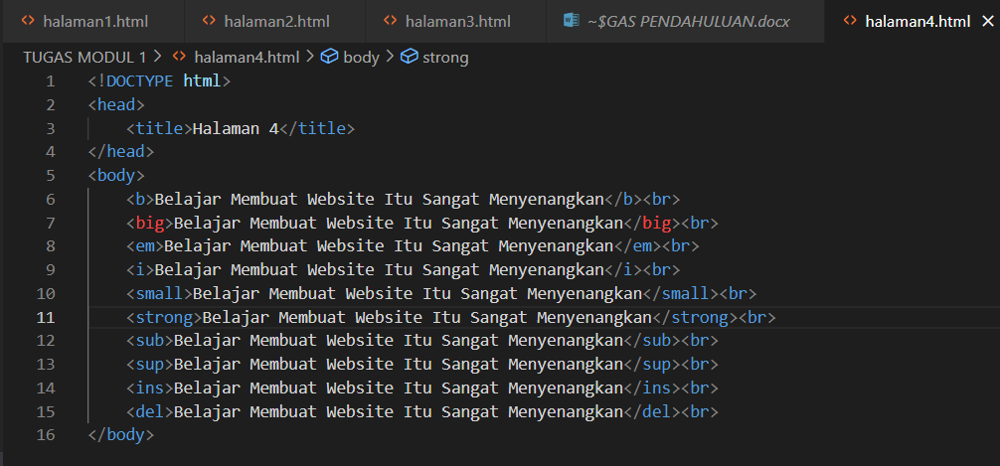 halaman1.html halaman2.html halaman3.html ~$GAS PENDAHULUAN.docx halaman4.html
TUGAS MODUL 1 > halaman4.html > body > strong
1 <!DOCTYPE html>
2 <head>
3     <title>Halaman 4</title>
4 </head>
5 <body>
6     <b>Belajar Membuat Website Itu Sangat Menyenangkan</b><br>
7     <big>Belajar Membuat Website Itu Sangat Menyenangkan</big><br>
8     <em>Belajar Membuat Website Itu Sangat Menyenangkan</em><br>
9     <i>Belajar Membuat Website Itu Sangat Menyenangkan</i><br>
10     <small>Belajar Membuat Website Itu Sangat Menyenangkan</small><br>
11     <strong>Belajar Membuat Website Itu Sangat Menyenangkan</strong><br>
12     <sub>Belajar Membuat Website Itu Sangat Menyenangkan</sub><br>
13     <sup>Belajar Membuat Website Itu Sangat Menyenangkan</sup><br>
14     <ins>Belajar Membuat Website Itu Sangat Menyenangkan</ins><br>
15     <del>Belajar Membuat Website Itu Sangat Menyenangkan</del><br>
16 </body>